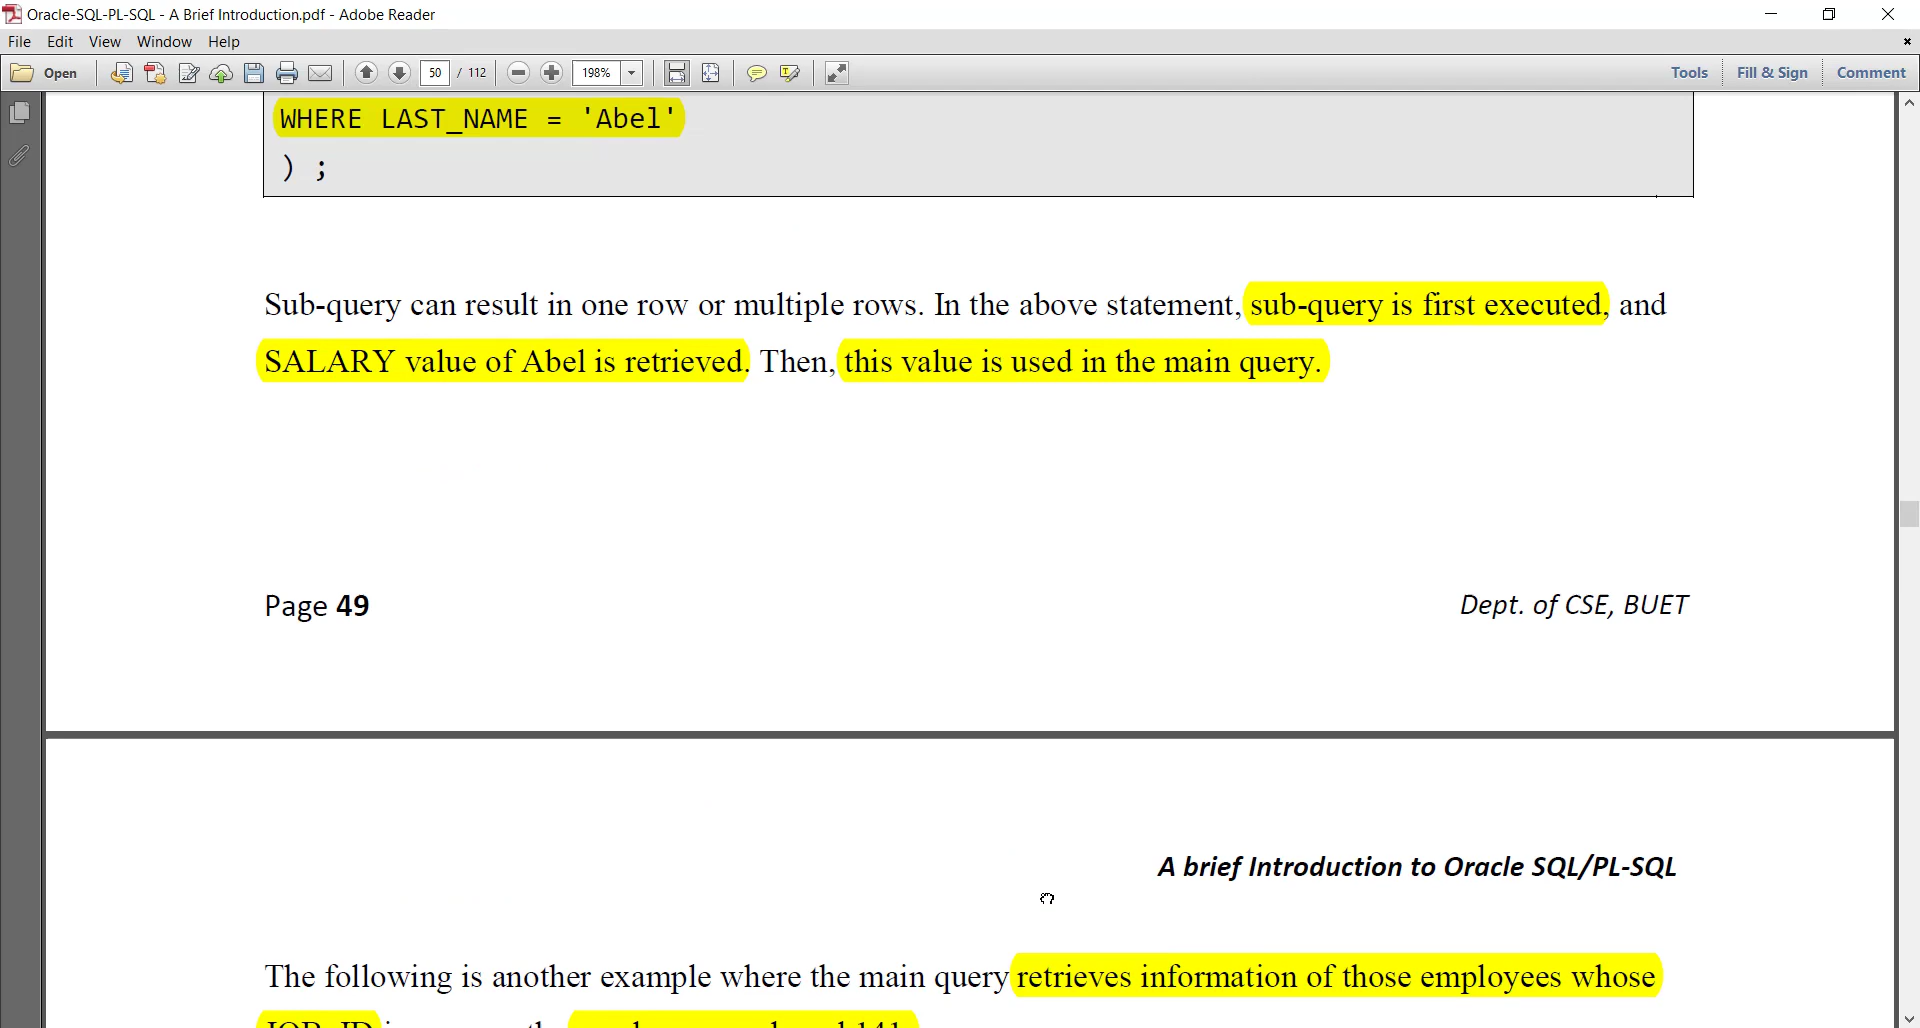 Oracle-SQL-PL-SQL - A Brief Introduction.pdf - Adobe Reader
File Edit View Window Help
Open 50 / 112 198% Tools Fill & Sign Comment
WHERE LAST_NAME = 'Abel'
) ;
Sub-query can result in one row or multiple rows. In the above statement, sub-query is first executed, and
SALARY value of Abel is retrieved. Then, this value is used in the main query.
Page 49 Dept. of CSE, BUET
A brief Introduction to Oracle SQL/PL-SQL
The following is another example where the main query retrieves information of those employees whose